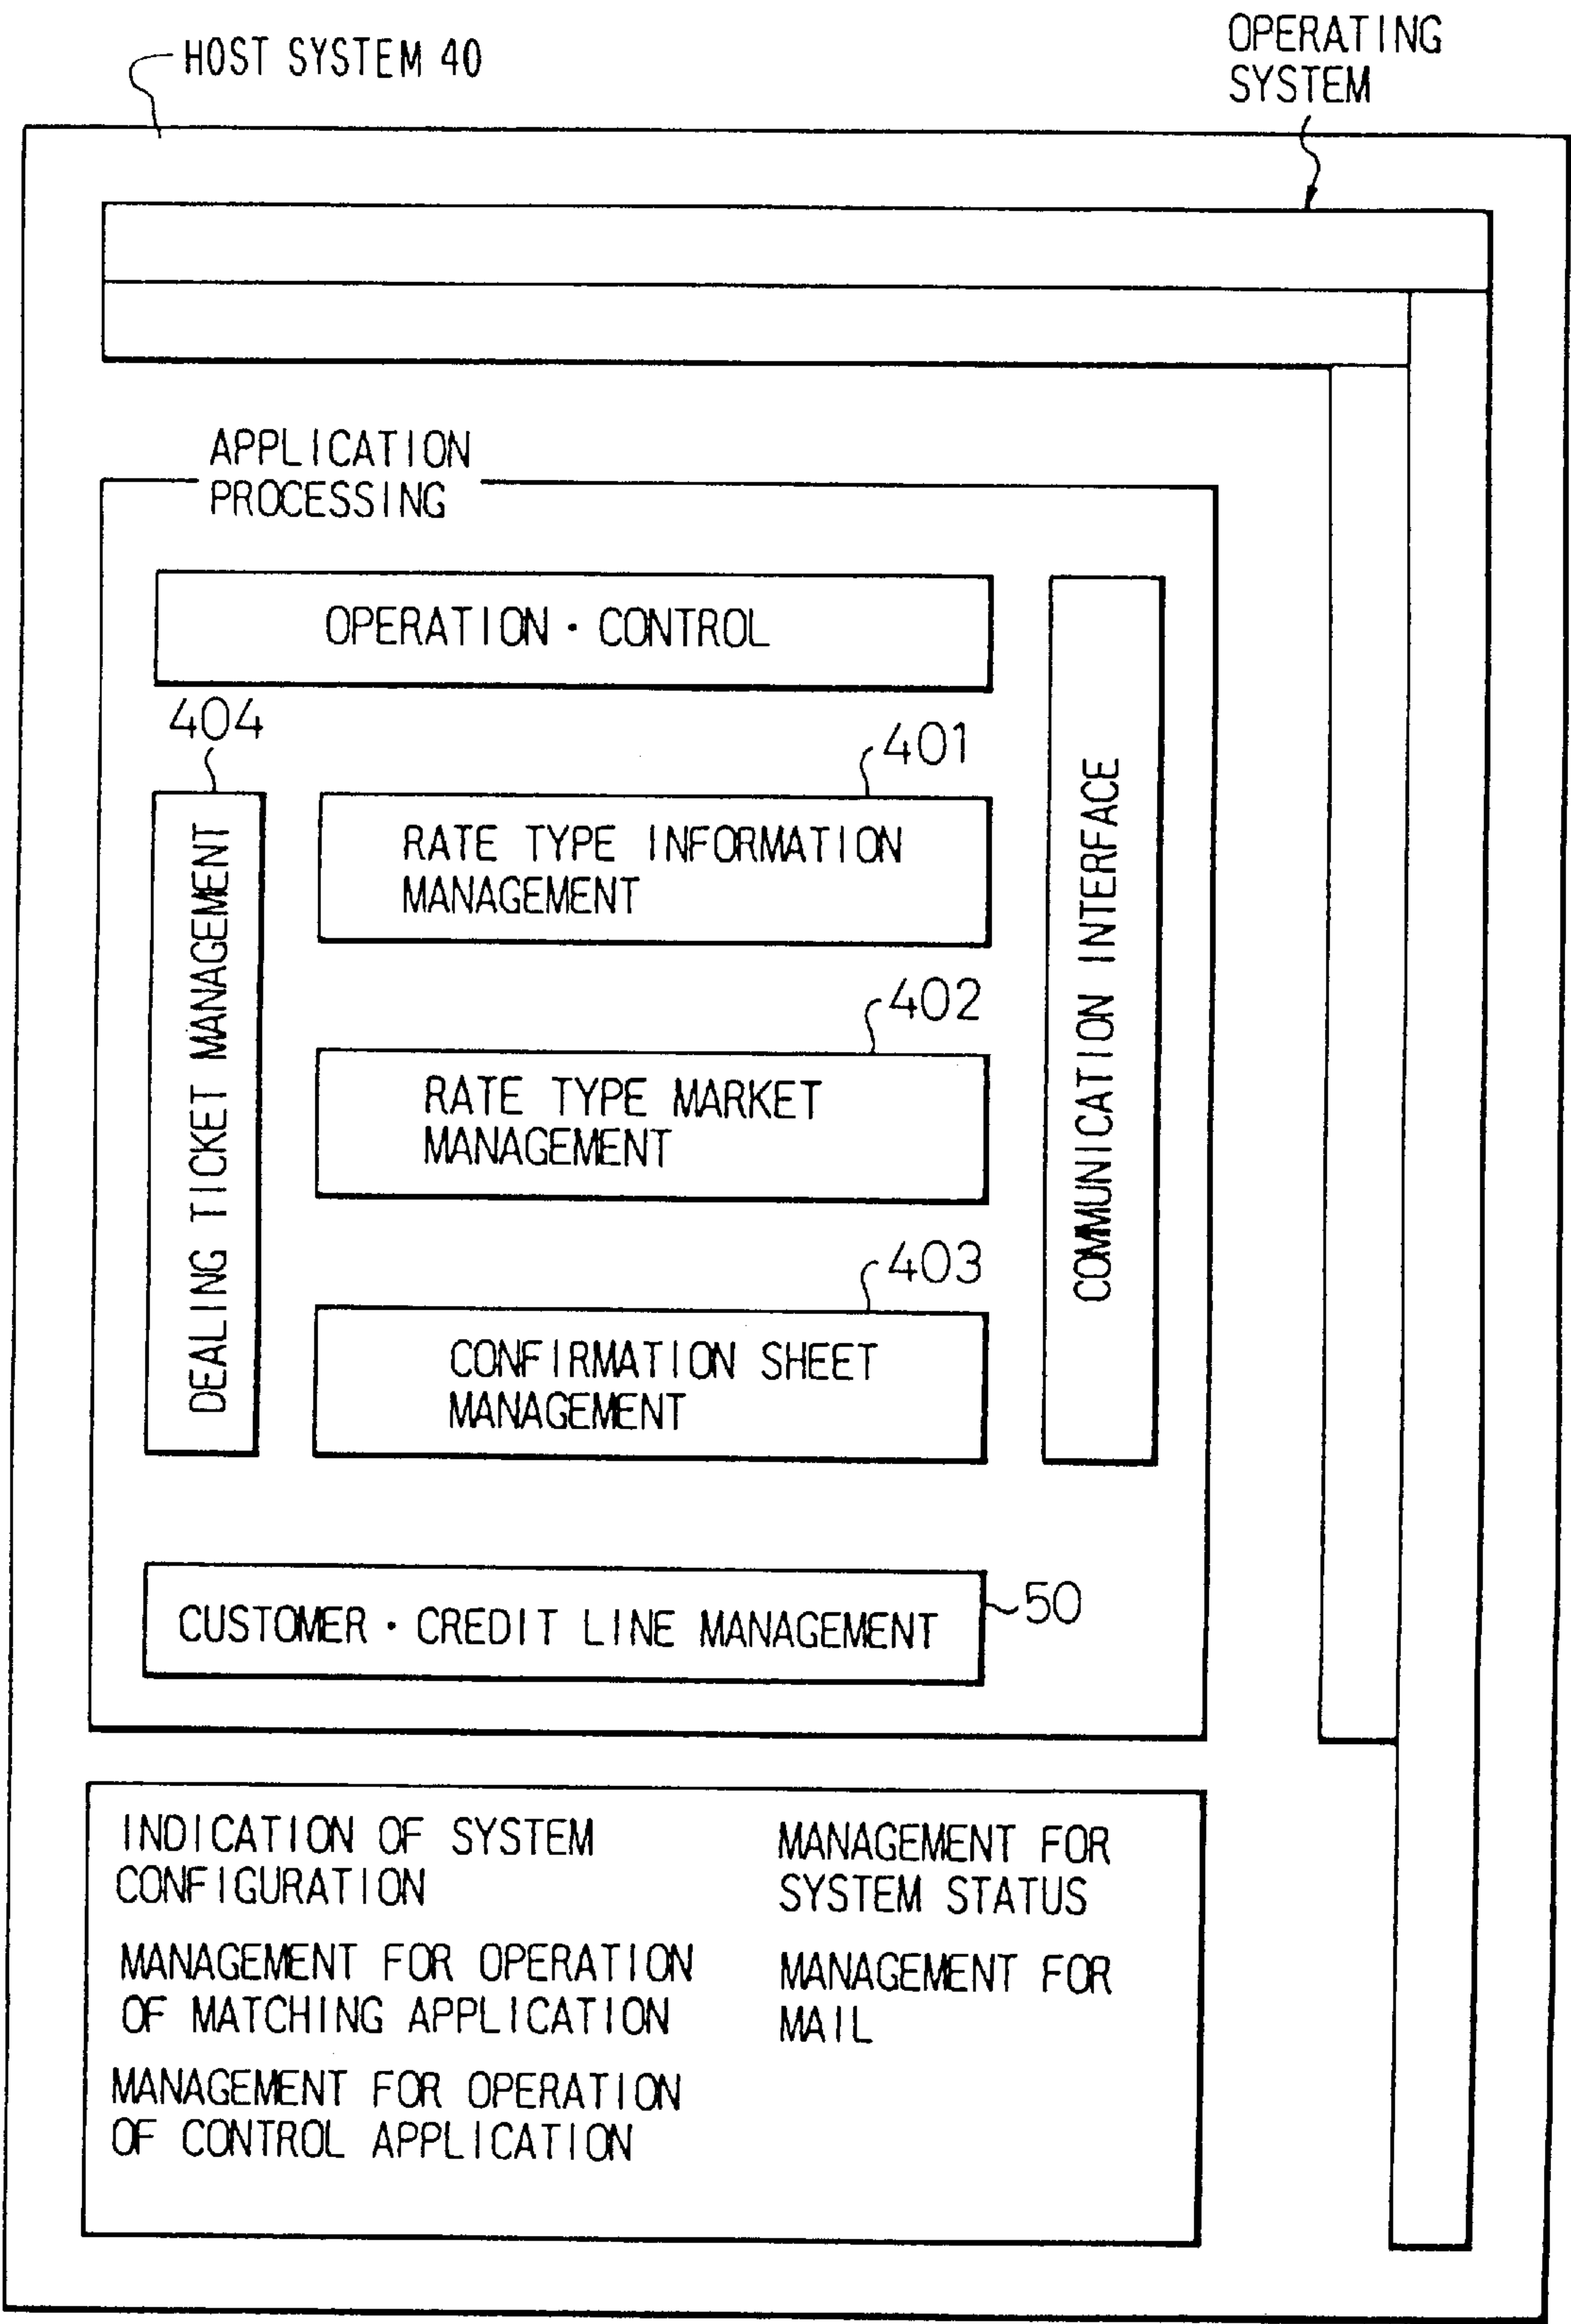 HOST SYSTEM 40
OPERATING
SYSTEM
APPLICATION
PROCESSING
OPERATION・CONTROL
404
401
DEALING TICKET MANAGEMENT
RATE TYPE INFORMATION
MANAGEMENT
COMMUNICATION INTERFACE
402
RATE TYPE MARKET
MANAGEMENT
403
CONFIRMATION SHEET
MANAGEMENT
CUSTOMER・CREDIT LINE MANAGEMENT
50
INDICATION OF SYSTEM
CONFIGURATION
MANAGEMENT FOR OPERATION
OF MATCHING APPLICATION
MANAGEMENT FOR OPERATION
OF CONTROL APPLICATION
MANAGEMENT FOR
SYSTEM STATUS
MANAGEMENT FOR
MAIL